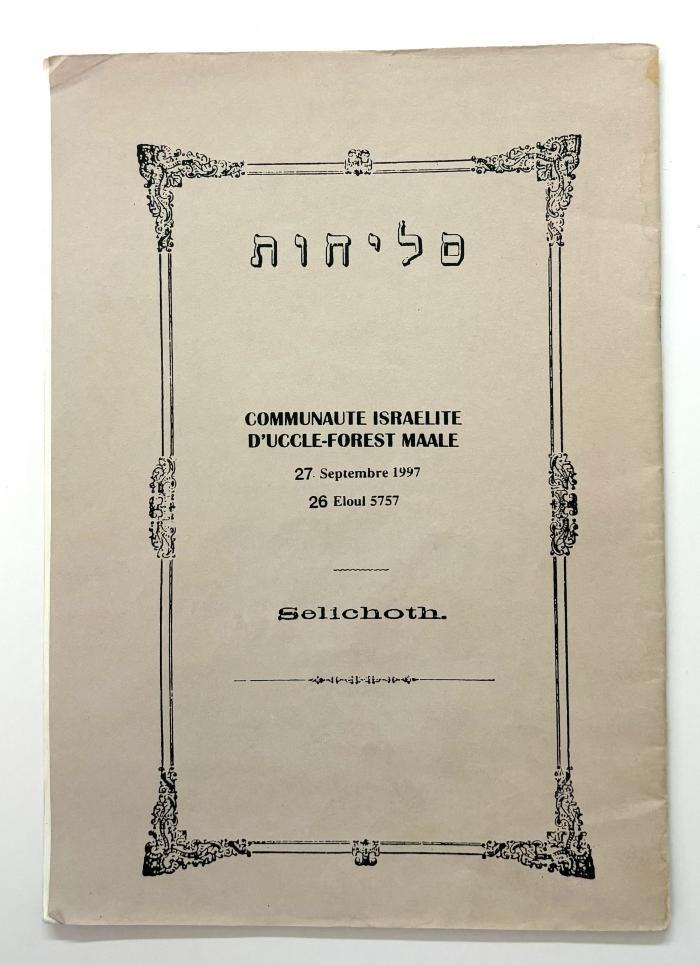 סליחות
COMMUNAUTE ISRAELITE
D'UCCLE-FOREST MAALE
27 Septembre 1997
26 Eloul 5757
Selichoth.